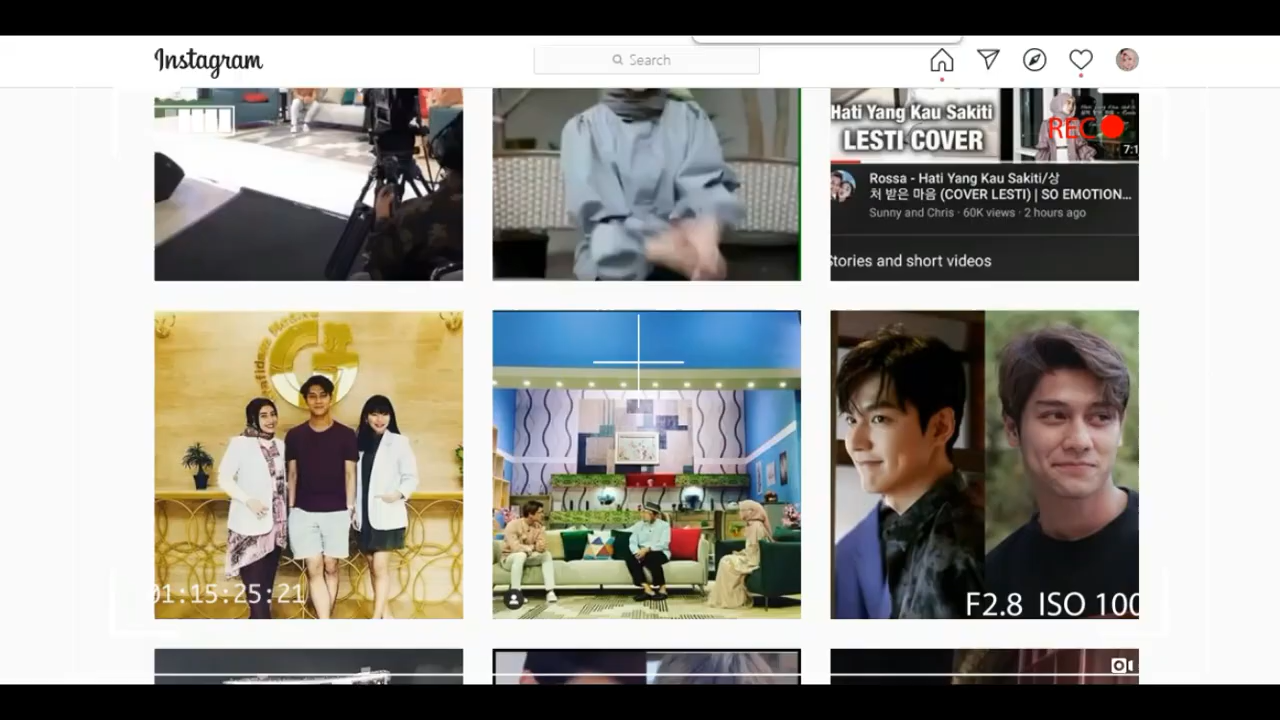 Instagram
Search
Hati Yang Kau Sakiti
LESTI COVER
REC
7:1
Rossa - Hati Yang Kau Sakiti/상
처 받은 마음 (COVER LESTI) | SO EMOTION...
Sunny and Chris · 60K views · 2 hours ago
Stories and short videos
01:15:25:21
F2.8 ISO 100